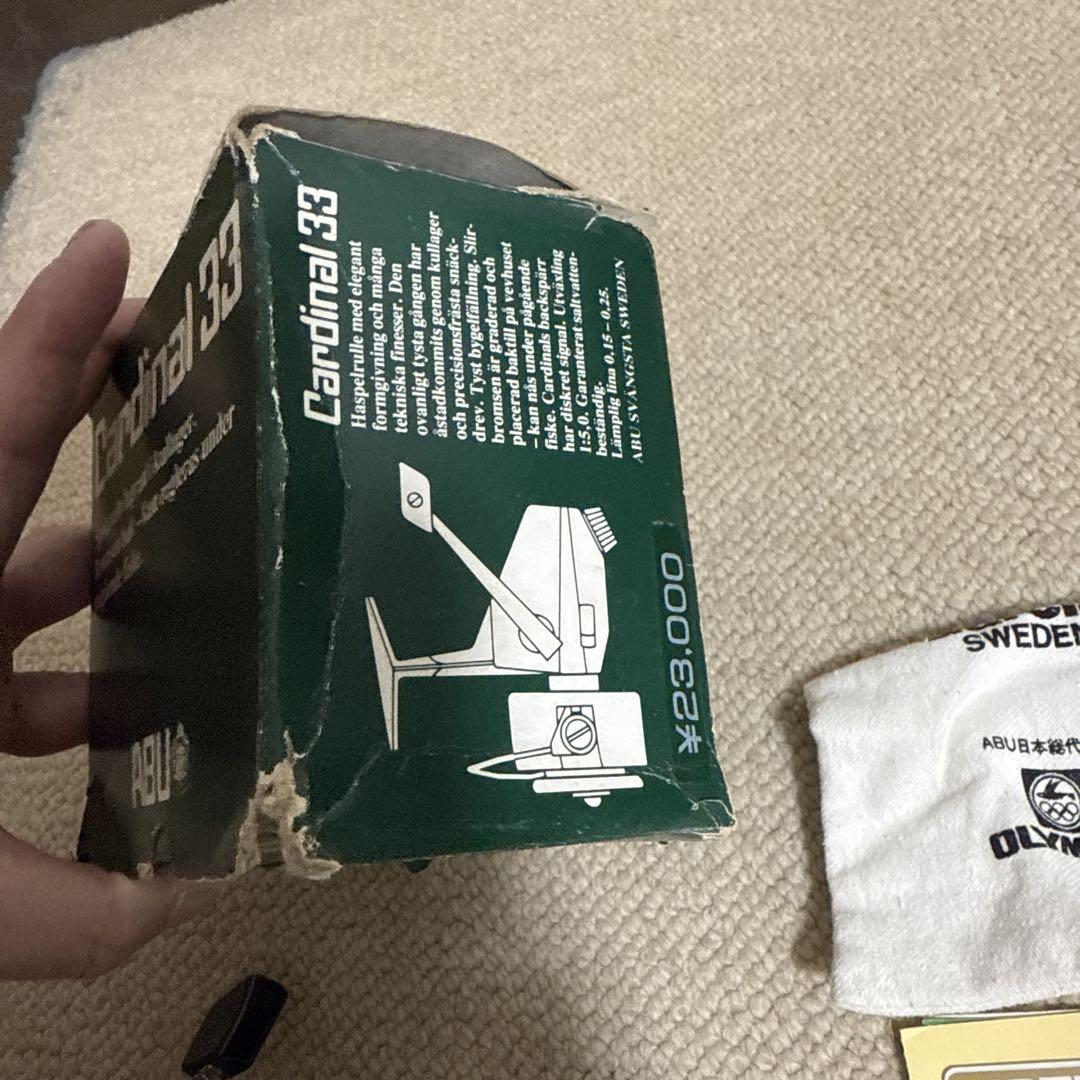 Cardinal 33
Haspelrulle med elegant
formgivning och många
tekniska finesser. Den
ovanligt tysta gången har
åstadkommits genom kullager
och precisionsfrästa snäck-
drev. Tyst bygelfällning. Slir-
bromsen är graderad och
placerad baktill på vevhuset
– kan nås under pågående
fiske. Cardinals backspärr
har diskret signal. Utväxling
1:5,0. Garanterat saltvatten-
beständig.
Lämplig lina 0,15 – 0,25.
ABU SVÄNGSTA SWEDEN
¥23.000
Cardinal 33
ABU
SWEDEN
ABU日本総代